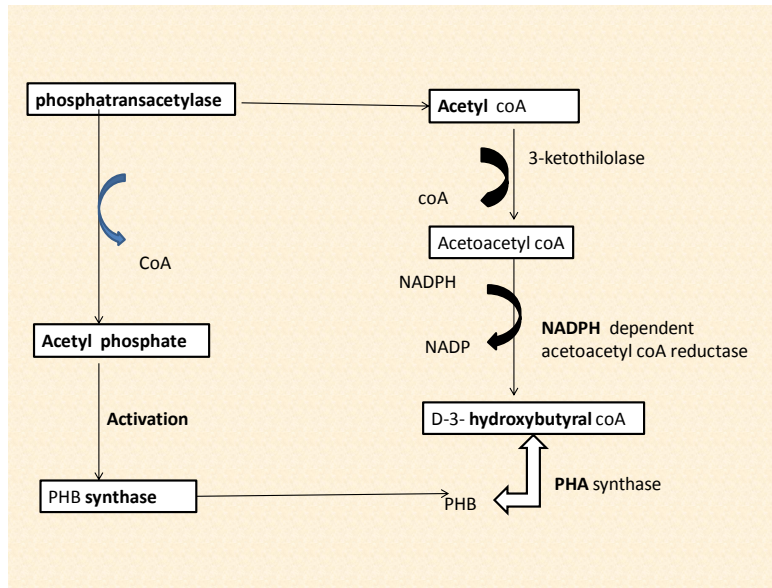 phosphatransacetylase
Acetyl coA
3-ketothilolase
coA
CoA
Acetoacetyl coA
NADPH
NADPH dependent
acetoacetyl coA reductase
NADP
Acetyl phosphate
Activation
D-3- hydroxybutyral coA
PHA synthase
PHB synthase
PHB